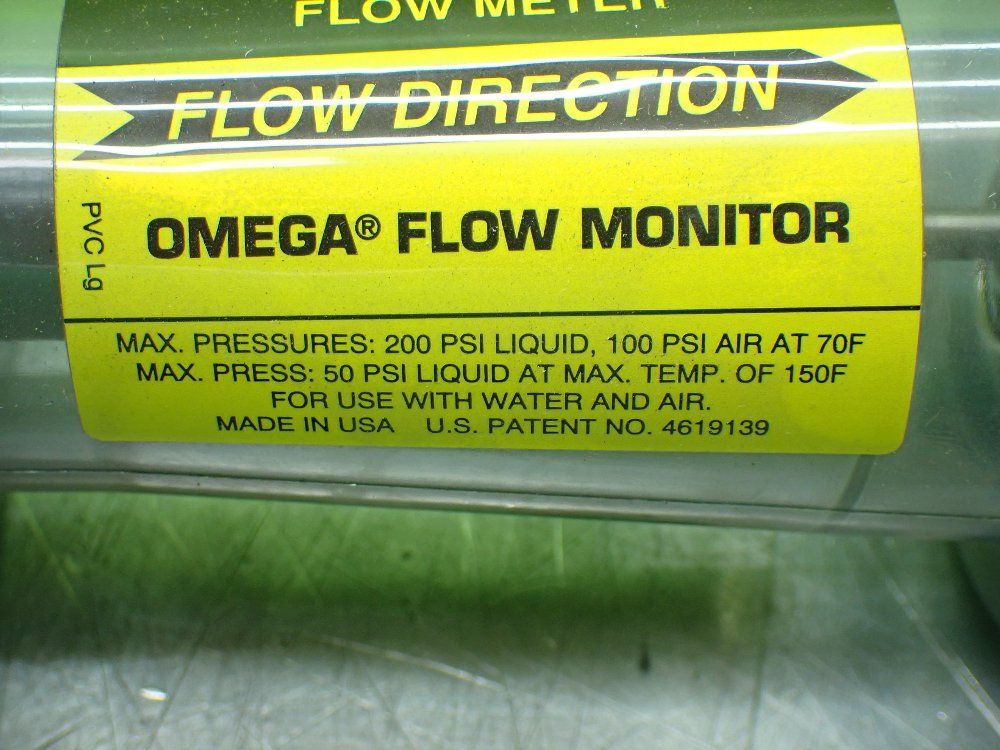 FLOW METER
FLOW DIRECTION
PVC Lg
OMEGA® FLOW MONITOR
MAX. PRESSURES: 200 PSI LIQUID, 100 PSI AIR AT 70F
MAX. PRESS: 50 PSI LIQUID AT MAX. TEMP. OF 150F
FOR USE WITH WATER AND AIR.
MADE IN USA U.S. PATENT NO. 4619139